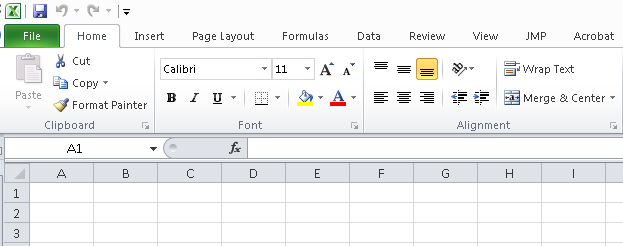 File Home Insert Page Layout Formulas Data Review View JMP Acrobat
Paste
Cut
Copy
Format Painter
Clipboard
Calibri 11 A A
B I U A
Font
Wrap Text
Merge & Center
Alignment
A1 fx
A B C D E F G H I
1
2
3